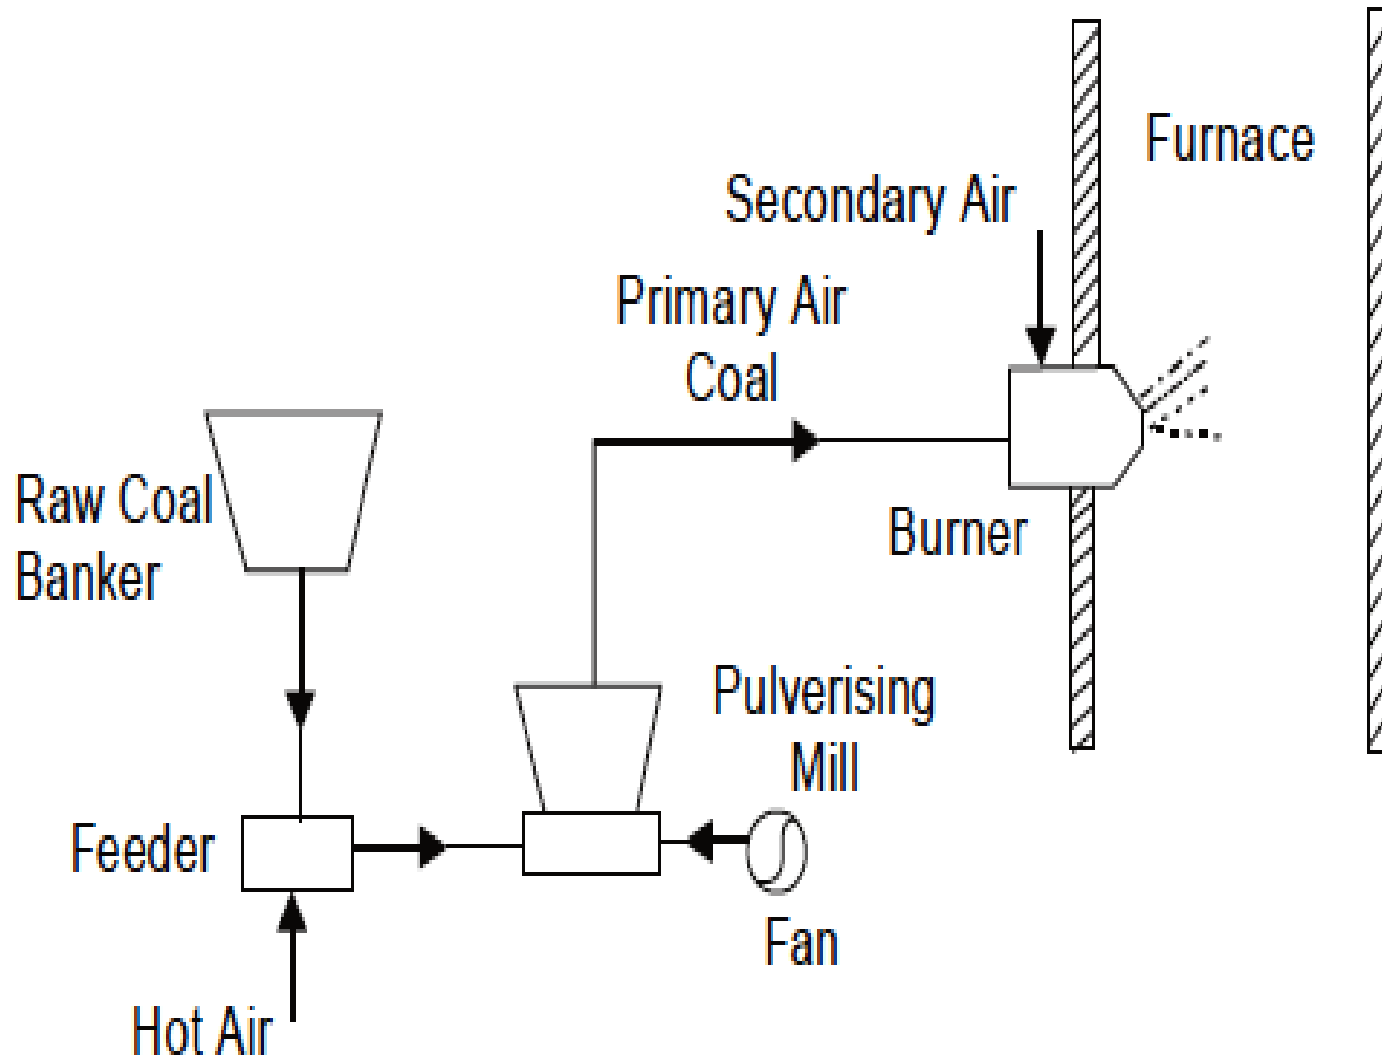 Furnace
Secondary Air
Primary Air
Coal
Raw Coal
Banker
Burner
Pulverising
Mill
Feeder
Fan
Hot Air